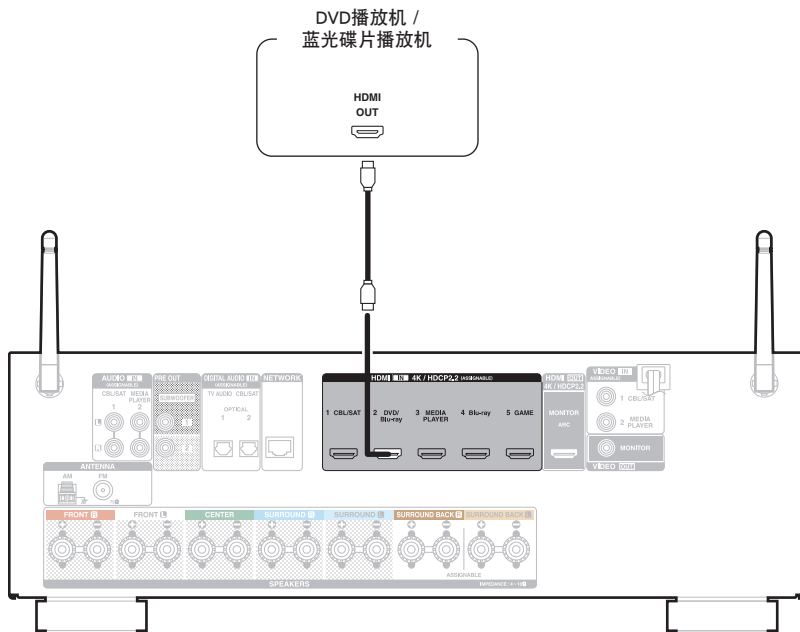 DVD播放机 /
蓝光碟片播放机
HDMI
OUT
AUDIO IN
(ASSIGNABLE)
CBL/SAT
1
MEDIA
PLAYER
2
L
R
PRE OUT
SUBWOOFER
1
2
DIGITAL AUDIO IN
(ASSIGNABLE)
TV AUDIO CBL/SAT
OPTICAL
1 2
NETWORK
HDMI IN 4K / HDCP2.2 (ASSIGNABLE)
1 CBL/SAT
2 DVD/
Blu-ray
3 MEDIA
PLAYER
4 Blu-ray
5 GAME
HDMI OUT
4K / HDCP2.2
MONITOR
ARC
VIDEO IN
(ASSIGNABLE)
1 CBL/SAT
2 MEDIA
PLAYER
MONITOR
VIDEO OUT
ANTENNA
AM FM
FRONT R
FRONT L
CENTER
SURROUND R
SURROUND L
SURROUND BACK R
SURROUND BACK L
ASSIGNABLE
SPEAKERS